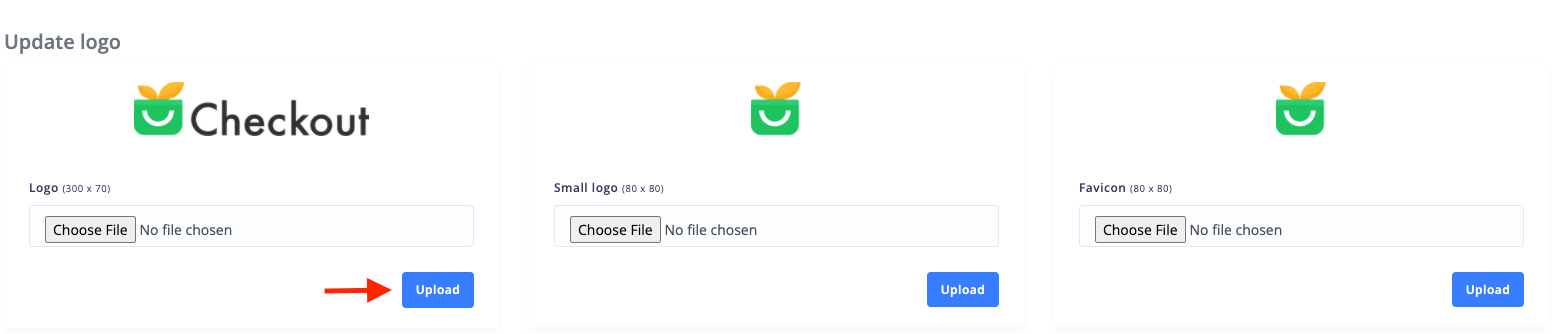 Update logo
Checkout
Logo (300 x 70)
Choose File No file chosen
Upload
Small logo (80 x 80)
Choose File No file chosen
Upload
Favicon (80 x 80)
Choose File No file chosen
Upload